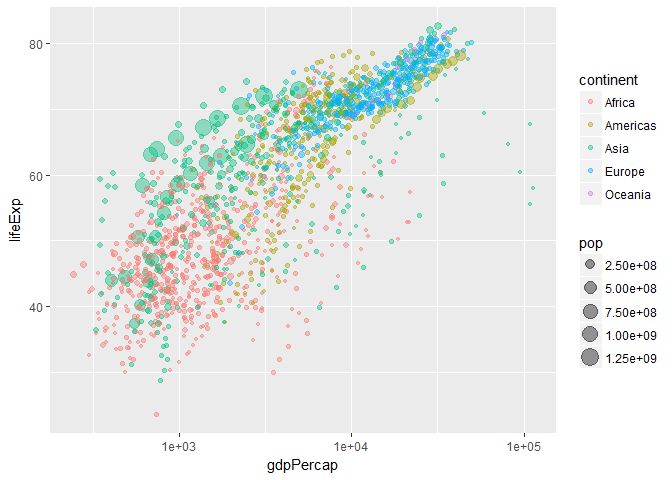 80
60
40
lifeExp
1e+03
1e+04
1e+05
gdpPercap
continent
Africa
Americas
Asia
Europe
Oceania
pop
2.50e+08
5.00e+08
7.50e+08
1.00e+09
1.25e+09